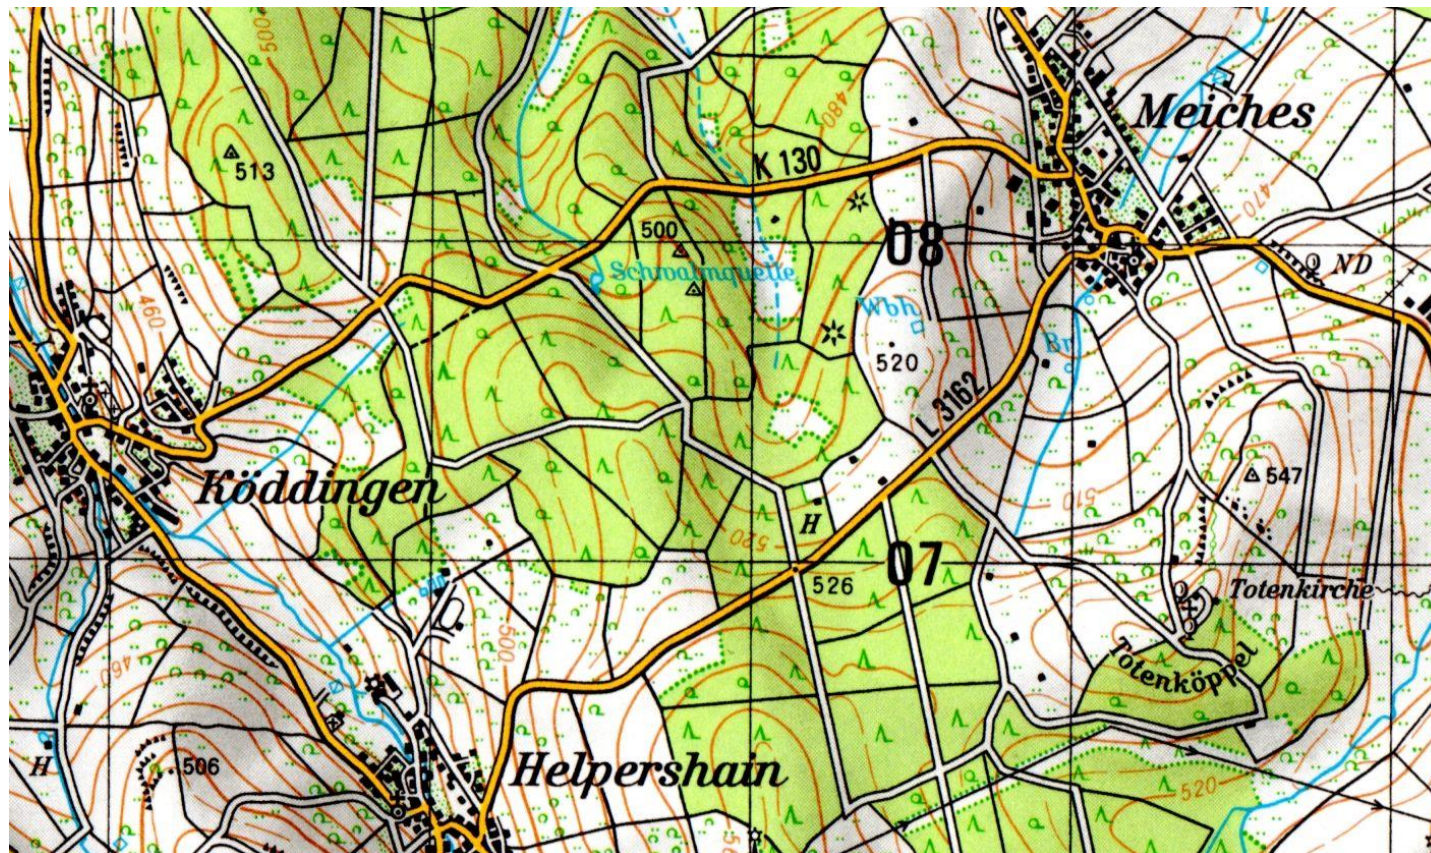 500
Meiches
480
K 130
513
470
500
08
ND
Schwalmquelle
460
Wbh
Br
520
L 3162
547
Köddingen
510
H
520
07
526
Totenkirche
500
Totenköppel
460
Helpershain
506
H
520